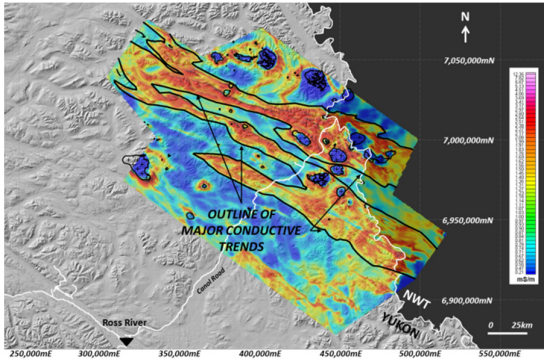 N
7,050,000mN
7,000,000mN
OUTLINE OF
MAJOR CONDUCTIVE
TRENDS
6,950,000mN
mS/m
Canol Road
NWT
YUKON
6,900,000mN
Ross River
0 25km
250,000mE 300,000mE 350,000mE 400,000mE 450,000mE 500,000mE 550,000mE